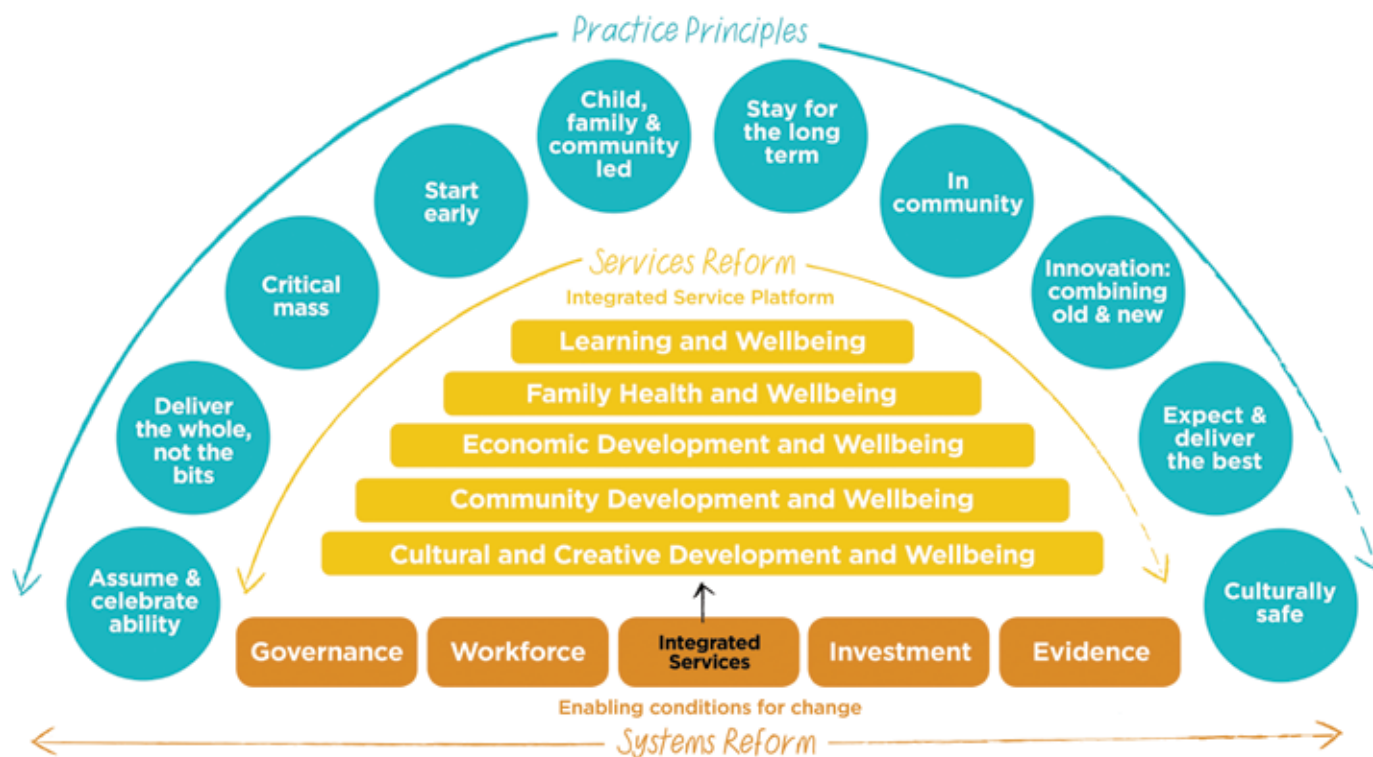 Practice Principles
Child,
family &
community
led
Stay for
the long
term
Start
early
In
community
Critical
mass
Innovation:
combining
old & new
Deliver
the whole,
not the
bits
Expect &
deliver
the best
Assume &
celebrate
ability
Culturally
safe
Services Reform
Integrated Service Platform
Learning and Wellbeing
Family Health and Wellbeing
Economic Development and Wellbeing
Community Development and Wellbeing
Cultural and Creative Development and Wellbeing
Governance
Workforce
Integrated
Services
Investment
Evidence
Enabling conditions for change
Systems Reform